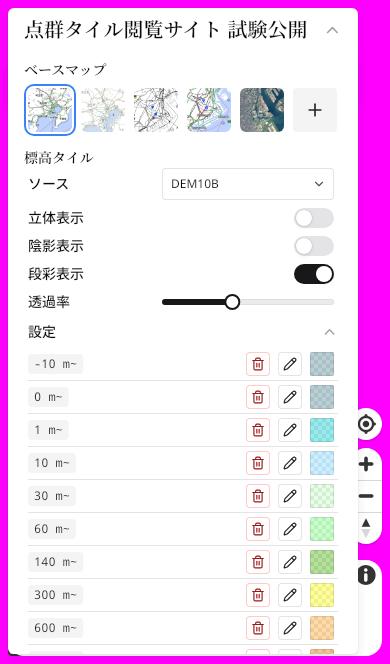 点群タイル閲覧サイト 試験公開
ベースマップ
標高タイル
ソース DEM10B
立体表示
陰影表示
段彩表示
透過率
設定
-10 m~
0 m~
1 m~
10 m~
30 m~
60 m~
140 m~
300 m~
600 m~